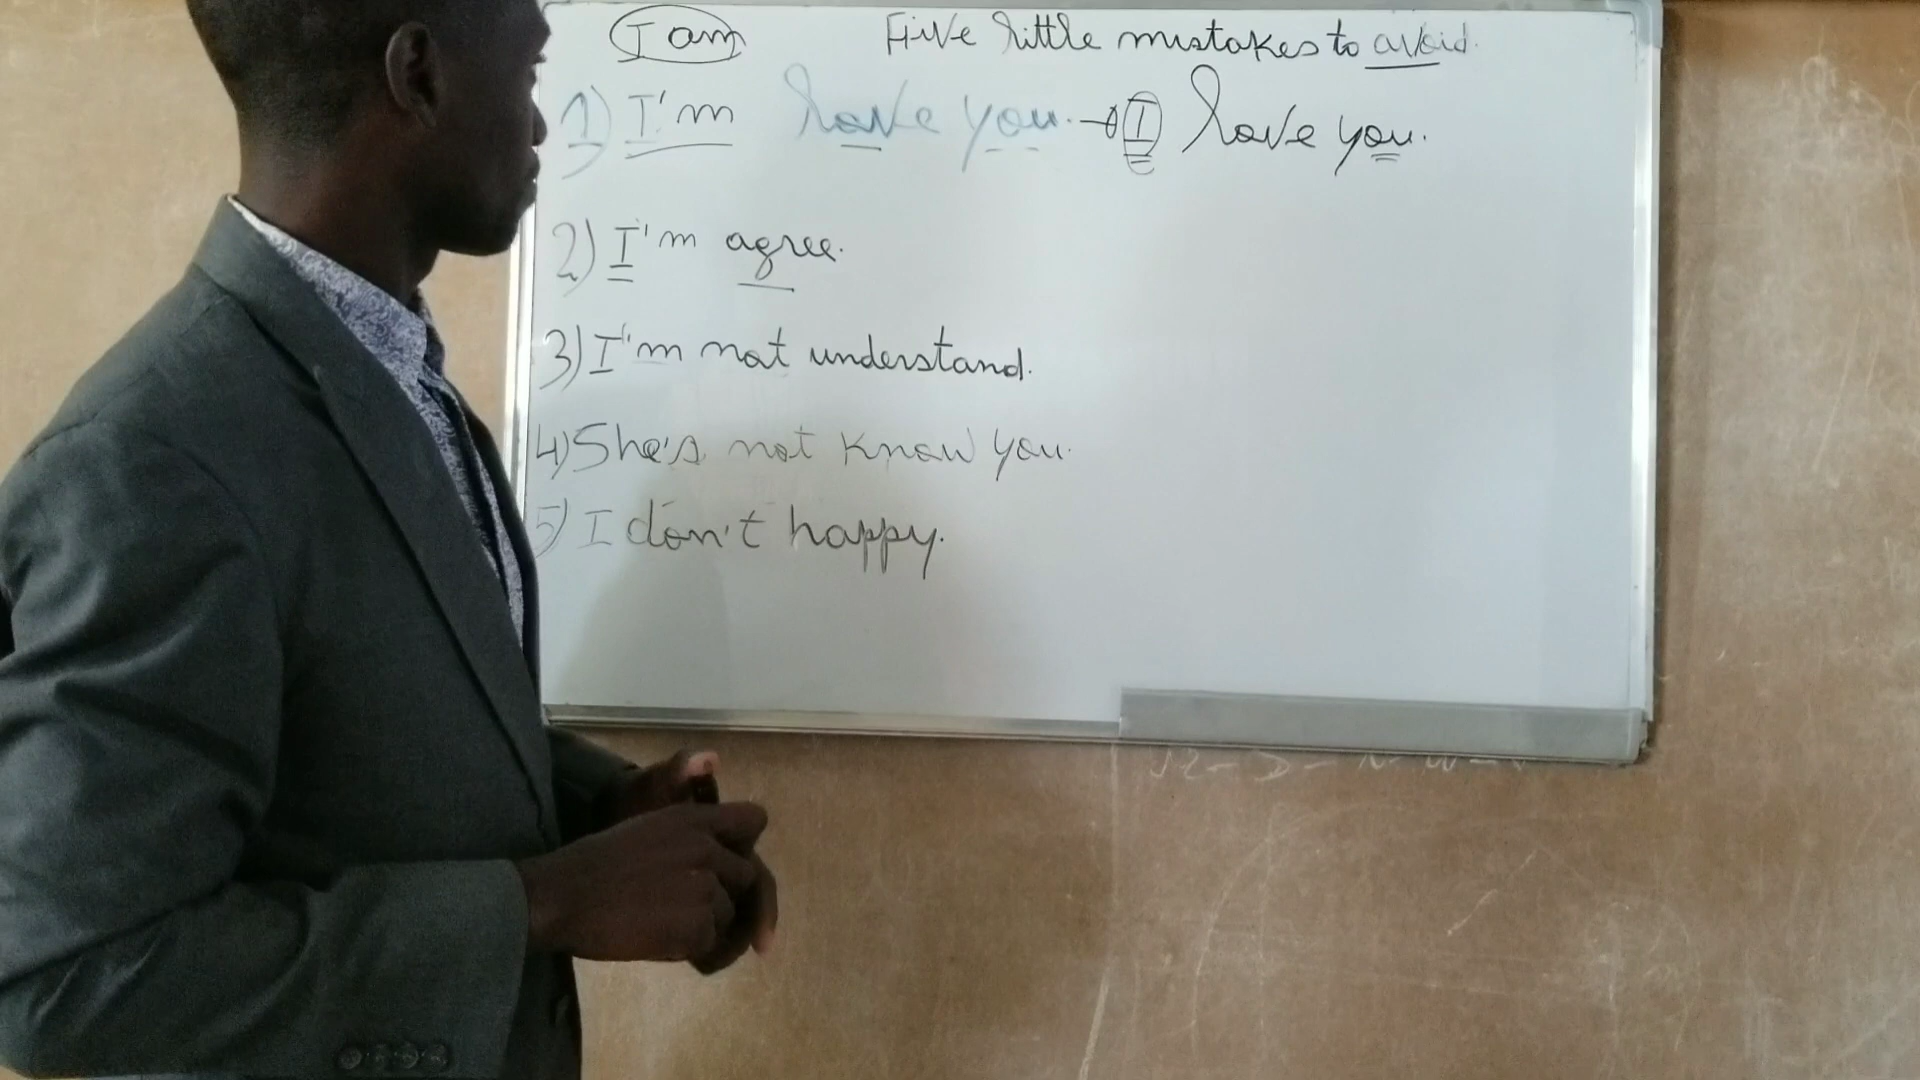 I am Five little mistakes to avoid.
1) I'm love you. → I love you.
2) I'm agree.
3) I'm not understand.
4) She's not know you.
5) I don't happy.